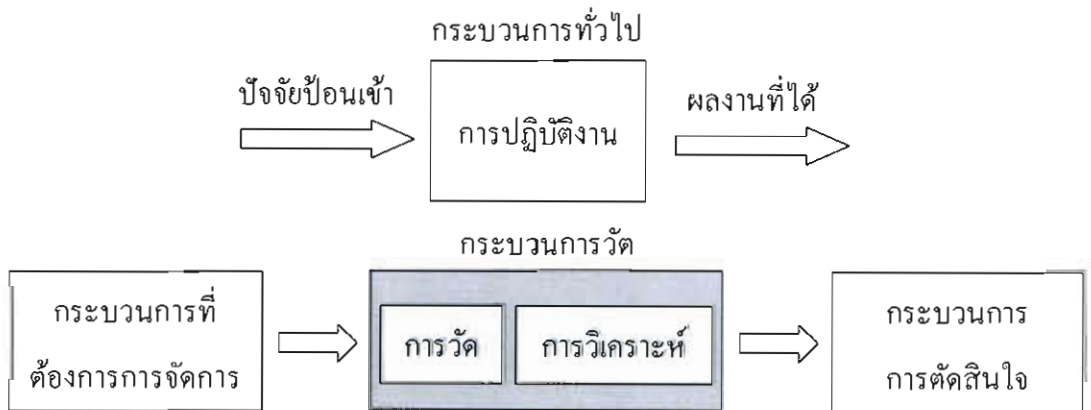 กระบวนการทั่วไป
ปัจจัยป้อนเข้า
การปฏิบัติงาน
ผลงานที่ได้
กระบวนการวัต
กระบวนการที่
ต้องการการจัดการ
การวัด
การวิเคราะห์
กระบวนการ
การตัดสินใจ